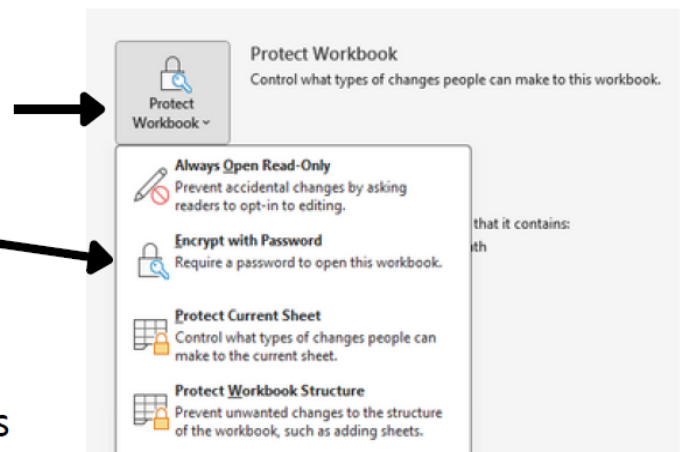 Protect Workbook
Control what types of changes people can make to this workbook.
Protect
Workbook
Always Open Read-Only
Prevent accidental changes by asking
readers to opt-in to editing.
that it contains:
Encrypt with Password
Require a password to open this workbook.
Protect Current Sheet
Control what types of changes people can
make to the current sheet.
Protect Workbook Structure
Prevent unwanted changes to the structure
of the workbook, such as adding sheets.